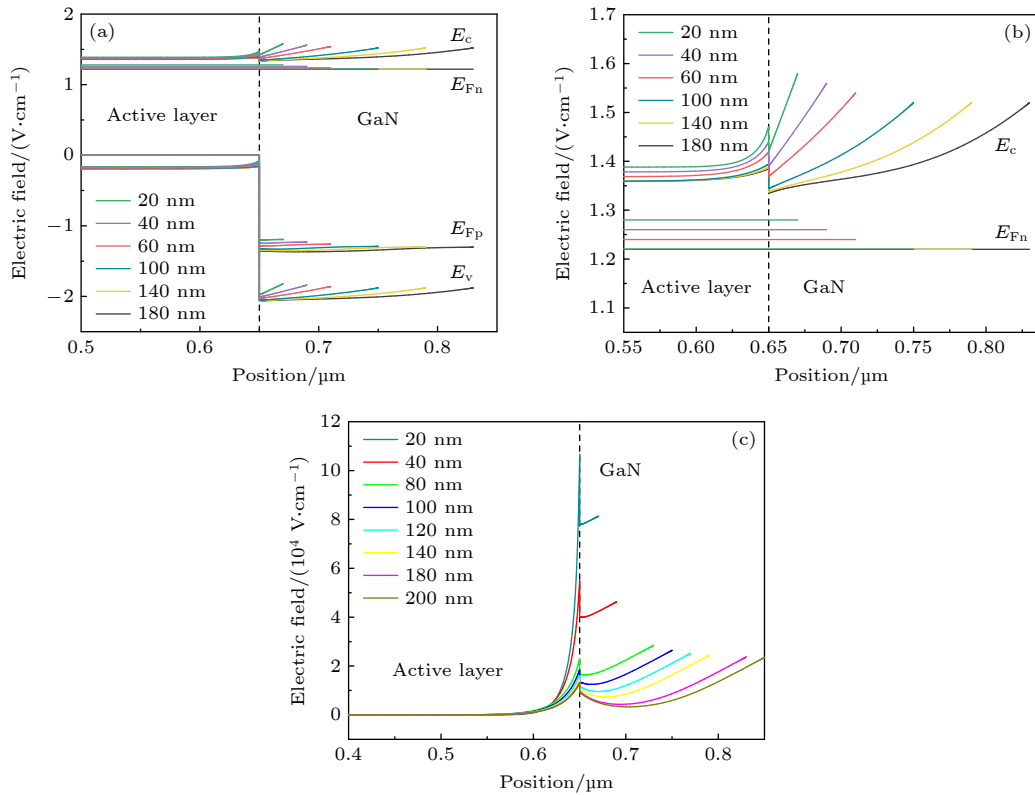 (a)
Electric field/(V·cm⁻¹)
2
1
0
−1
−2
E_c
E_Fn
Active layer
GaN
20 nm
40 nm
60 nm
100 nm
140 nm
180 nm
E_Fp
E_v
0.5
0.6
0.7
0.8
Position/µm
(b)
Electric field/(V·cm⁻¹)
1.7
1.6
1.5
1.4
1.3
1.2
1.1
20 nm
40 nm
60 nm
100 nm
140 nm
180 nm
E_c
E_Fn
Active layer
GaN
0.55
0.60
0.65
0.70
0.75
0.80
Position/µm
(c)
Electric field/(10⁴ V·cm⁻¹)
12
10
8
6
4
2
0
20 nm
40 nm
80 nm
100 nm
120 nm
140 nm
180 nm
200 nm
GaN
Active layer
0.4
0.5
0.6
0.7
0.8
Position/µm